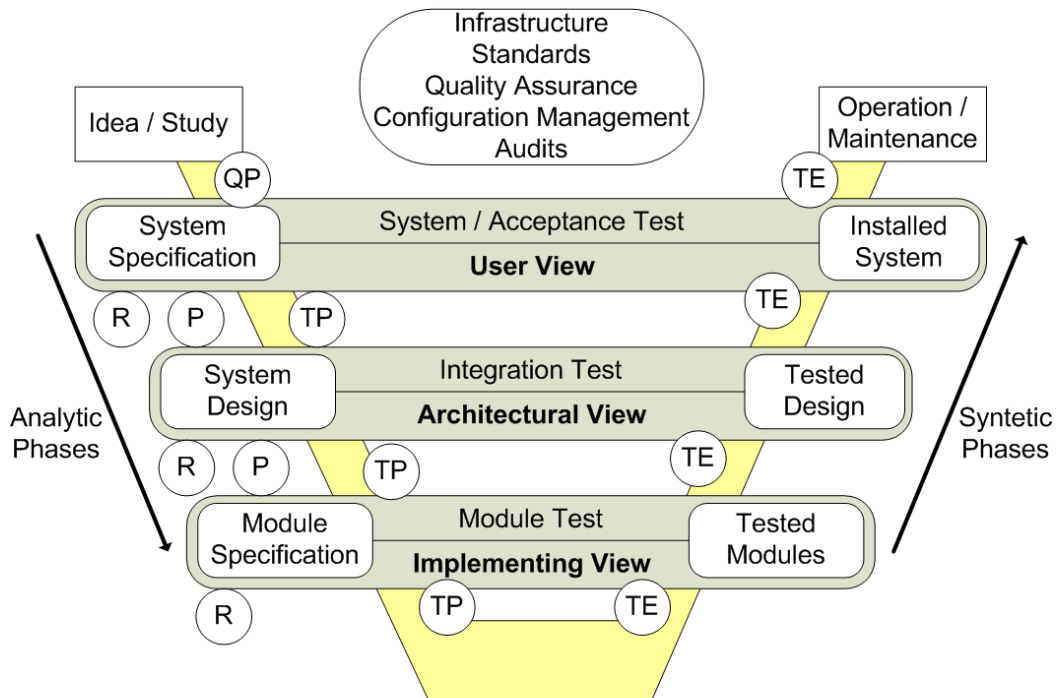 Infrastructure
Standards
Quality Assurance
Configuration Management
Audits
Idea / Study
Operation /
Maintenance
QP
TE
System
Specification
System / Acceptance Test
User View
Installed
System
R
P
TP
TE
System
Design
Integration Test
Architectural View
Tested
Design
Analytic
Phases
Syntetic
Phases
R
P
TP
TE
Module
Specification
Module Test
Implementing View
Tested
Modules
R
TP
TE